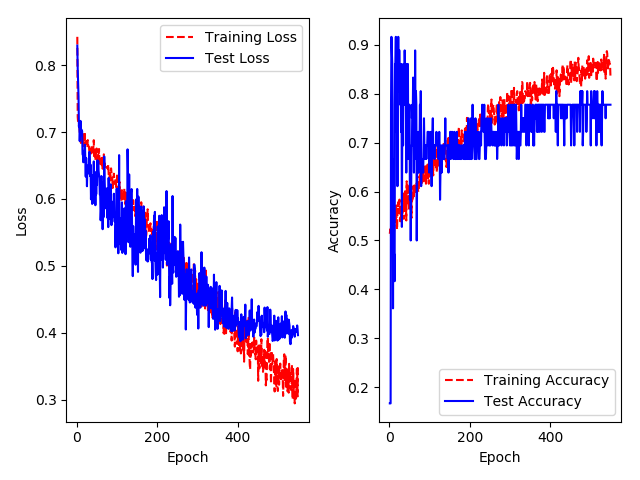 Training Loss
Test Loss
0.8
0.7
0.6
0.5
0.4
0.3
Loss
0
200
400
Epoch
0.9
0.8
0.7
0.6
0.5
0.4
0.3
0.2
Accuracy
Training Accuracy
Test Accuracy
0
200
400
Epoch